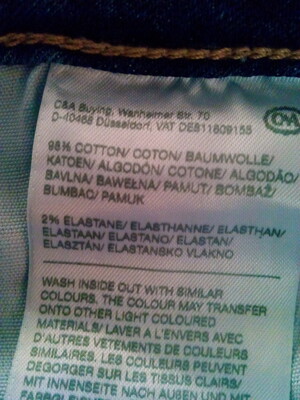 C&A Buying, Wanheimer Str. 70
D-40468 Düsseldorf, VAT DE811809155
C&A
98% COTTON/ COTON/ BAUMWOLLE/
KATOEN/ ALGODÓN/ COTONE/ ALGODÃO/
BAVLNA/ BAWEŁNA/ PAMUT/ BOMBAŽ/
BUMBAC/ PAMUK
2% ELASTANE/ ELASTHANNE/ ELASTHAN/
ELASTAAN/ ELASTANO/ ELASTAN/
ELASZTÁN/ ELASTANSKO VLAKNO
WASH INSIDE OUT WITH SIMILAR
COLOURS, THE COLOUR MAY TRANSFER
ONTO OTHER LIGHT COLOURED
MATERIALS/ LAVER A L'ENVERS AVEC
D'AUTRES VETEMENTS DE COULEURS
SIMILAIRES. LES COULEURS PEUVENT
DEGORGER SUR LES TISSUS CLAIRS/
MIT INNENSEITE NACH AUßEN UND MIT